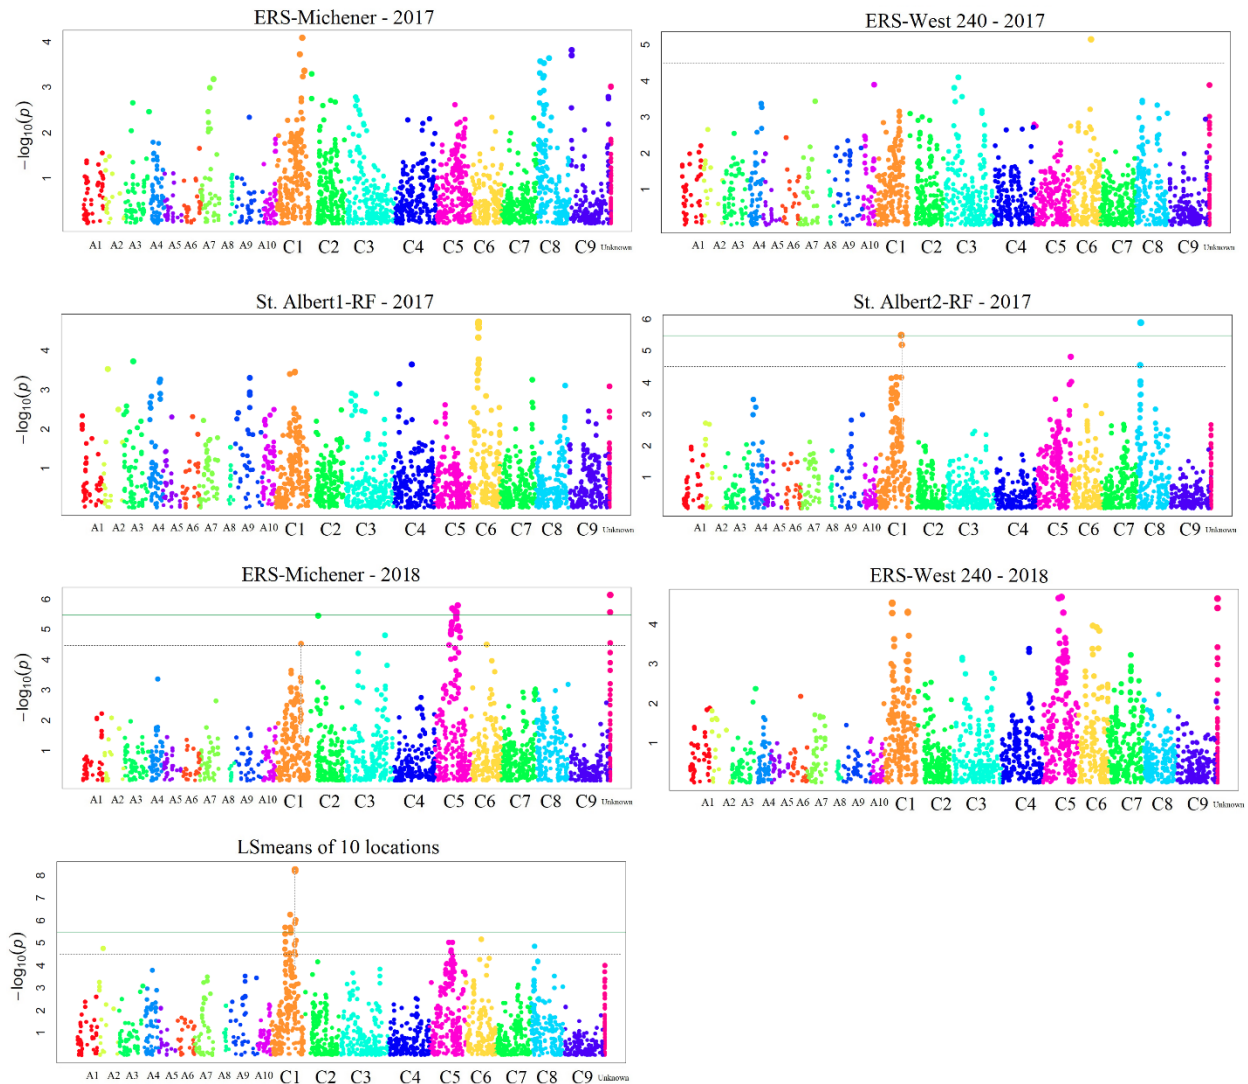 ERS-Michener - 2017
−log₁₀(p)
4
3
2
1
A1 A2 A3 A4 A5 A6 A7 A8 A9 A10 C1 C2 C3 C4 C5 C6 C7 C8 C9 Unknown
ERS-West 240 - 2017
5
4
3
2
1
A1 A2 A3 A4 A5 A6 A7 A8 A9 A10 C1 C2 C3 C4 C5 C6 C7 C8 C9 Unknown
St. Albert1-RF - 2017
−log₁₀(p)
4
3
2
1
A1 A2 A3 A4 A5 A6 A7 A8 A9 A10 C1 C2 C3 C4 C5 C6 C7 C8 C9 Unknown
St. Albert2-RF - 2017
6
5
4
3
2
1
A1 A2 A3 A4 A5 A6 A7 A8 A9 A10 C1 C2 C3 C4 C5 C6 C7 C8 C9 Unknown
ERS-Michener - 2018
−log₁₀(p)
6
5
4
3
2
1
A1 A2 A3 A4 A5 A6 A7 A8 A9 A10 C1 C2 C3 C4 C5 C6 C7 C8 C9 Unknown
ERS-West 240 - 2018
4
3
2
1
A1 A2 A3 A4 A5 A6 A7 A8 A9 A10 C1 C2 C3 C4 C5 C6 C7 C8 C9 Unknown
LSmeans of 10 locations
−log₁₀(p)
8
7
6
5
4
3
2
1
A1 A2 A3 A4 A5 A6 A7 A8 A9 A10 C1 C2 C3 C4 C5 C6 C7 C8 C9 Unknown